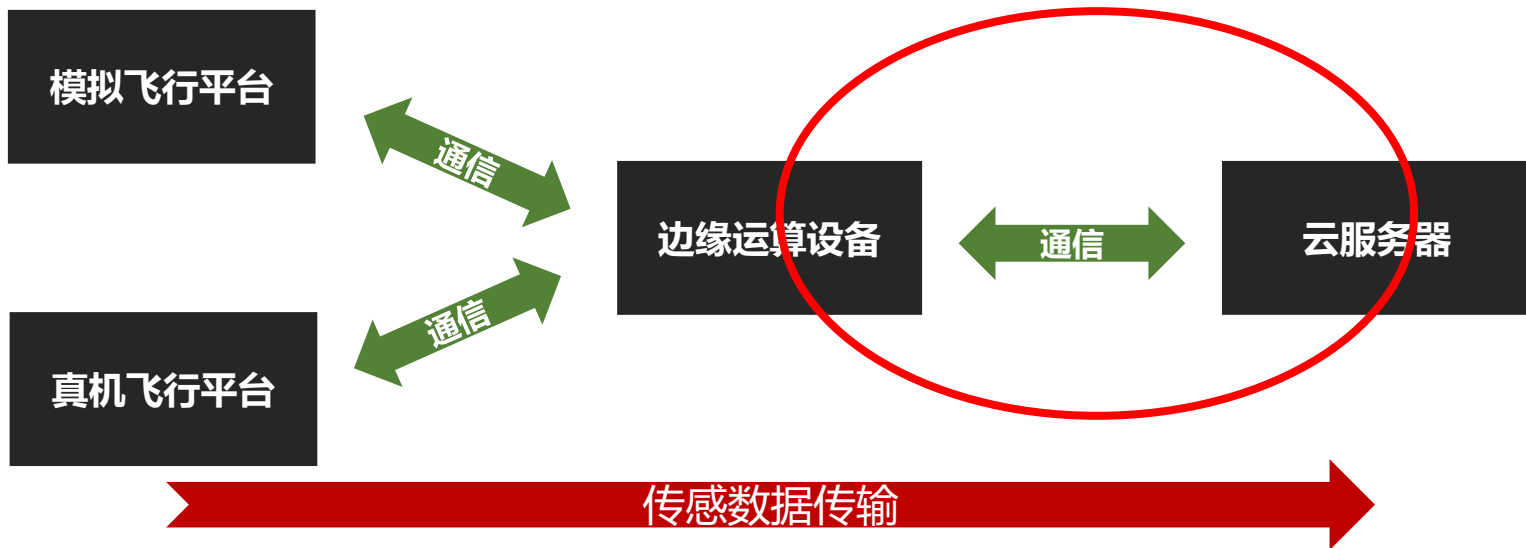 模拟飞行平台
通信
边缘运算设备
通信
云服务器
通信
真机飞行平台
传感数据传输